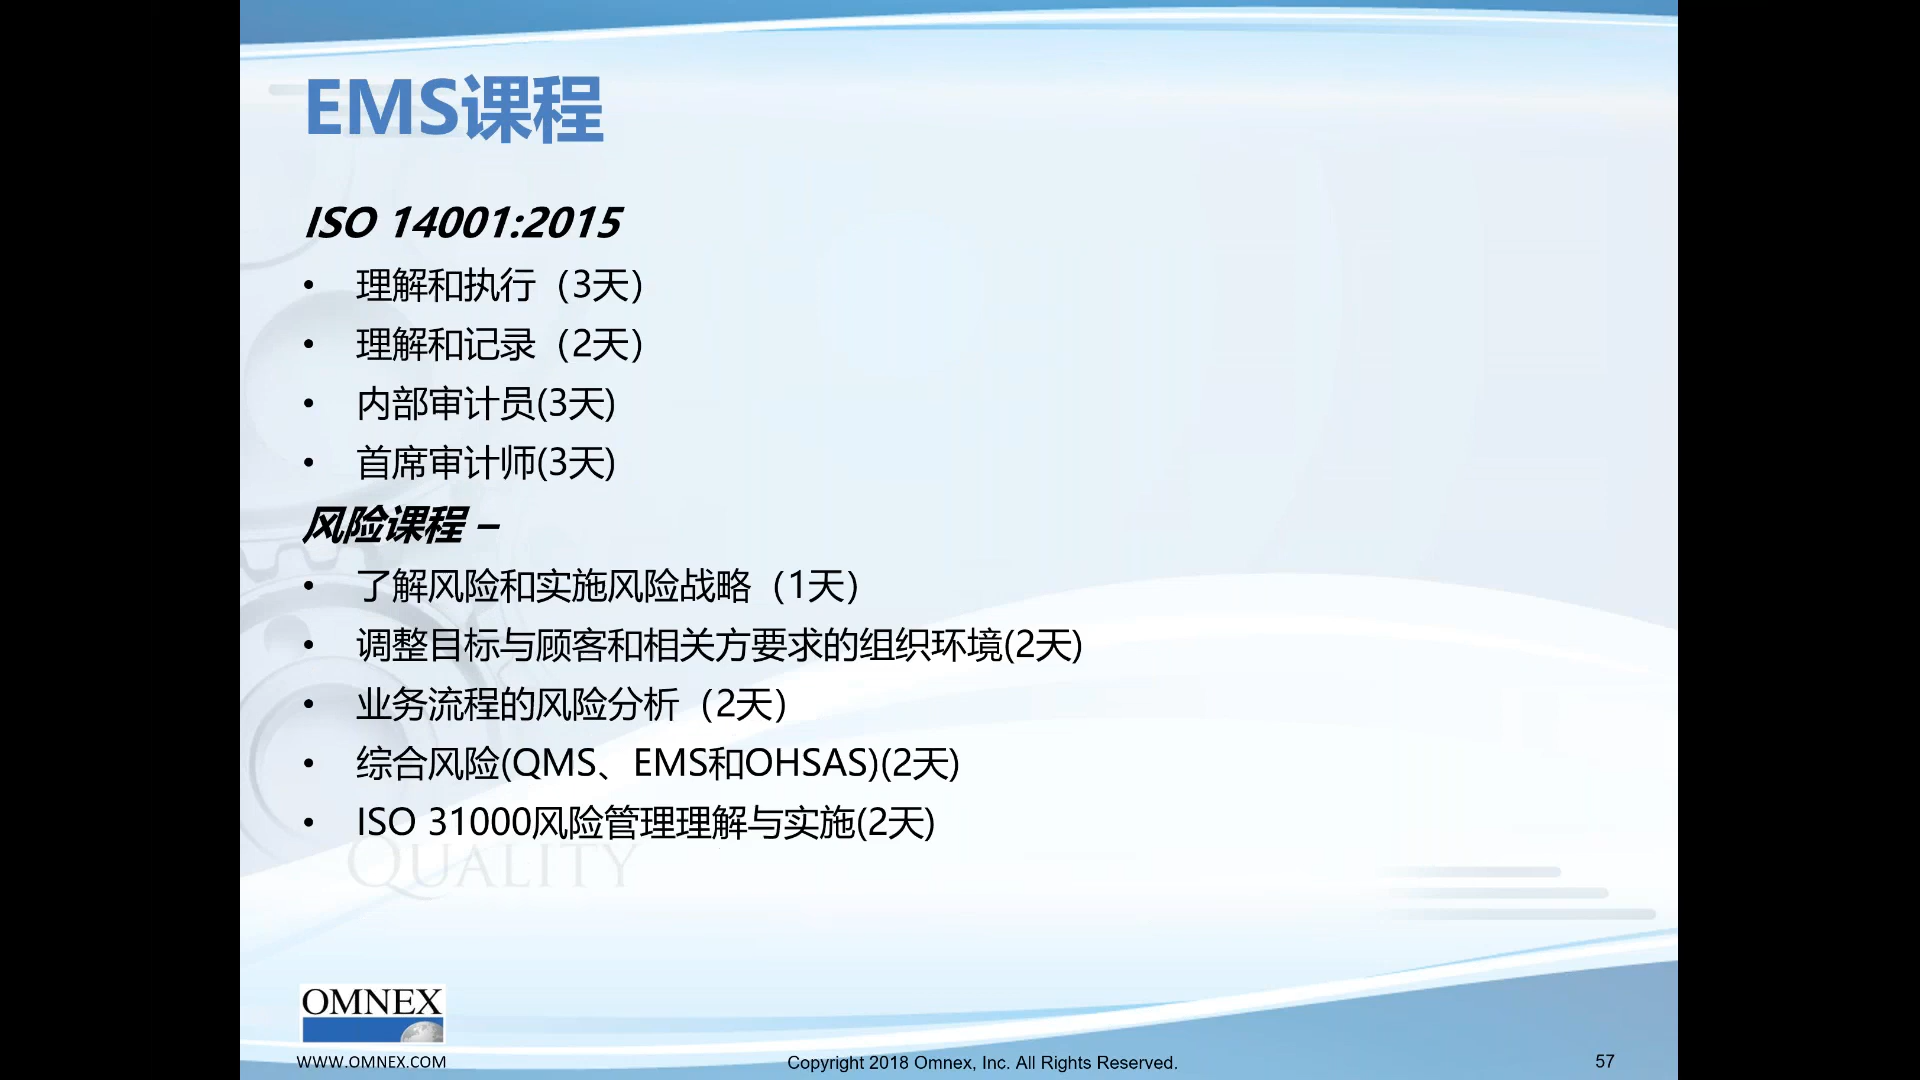 EMS课程
ISO 14001:2015
• 理解和执行（3天）
• 理解和记录（2天）
• 内部审计员(3天)
• 首席审计师(3天)
风险课程 –
• 了解风险和实施风险战略（1天）
• 调整目标与顾客和相关方要求的组织环境(2天)
• 业务流程的风险分析（2天）
• 综合风险(QMS、EMS和OHSAS)(2天)
• ISO 31000风险管理理解与实施(2天)
QUALITY
OMNEX
WWW.OMNEX.COM
Copyright 2018 Omnex, Inc. All Rights Reserved.
57